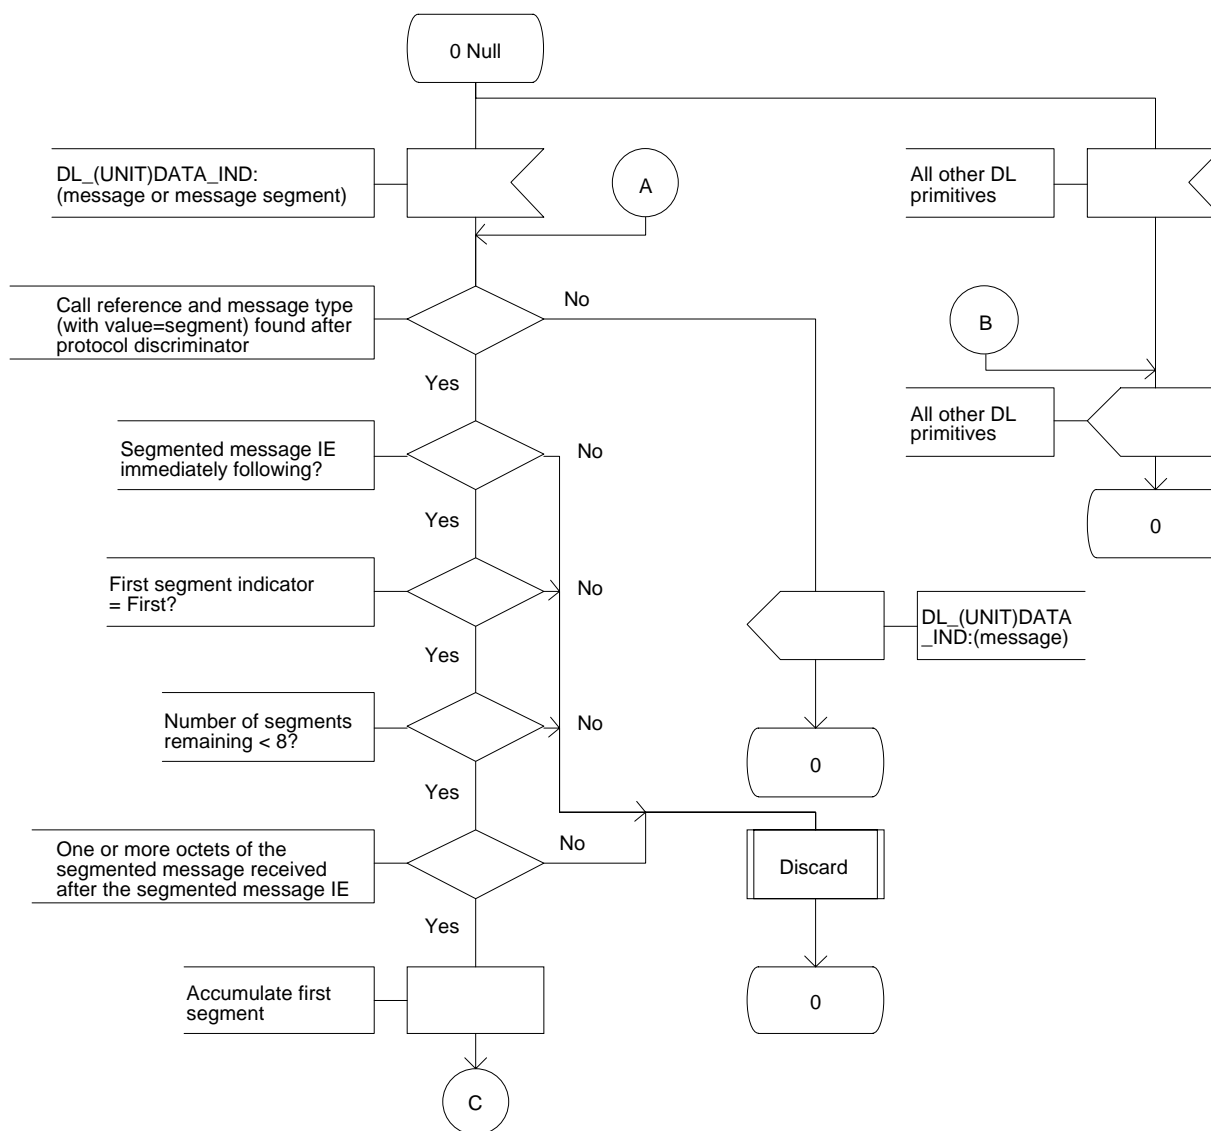 0 Null
DL_(UNIT)DATA_IND:
(message or message segment)
A
All other DL
primitives
Call reference and message type
(with value=segment) found after
protocol discriminator
No
B
Yes
All other DL
primitives
Segmented message IE
immediately following?
No
0
Yes
First segment indicator
= First?
No
DL_(UNIT)DATA
_IND:(message)
Yes
Number of segments
remaining < 8?
No
0
Yes
One or more octets of the
segmented message received
after the segmented message IE
No
Discard
Yes
Accumulate first
segment
0
C